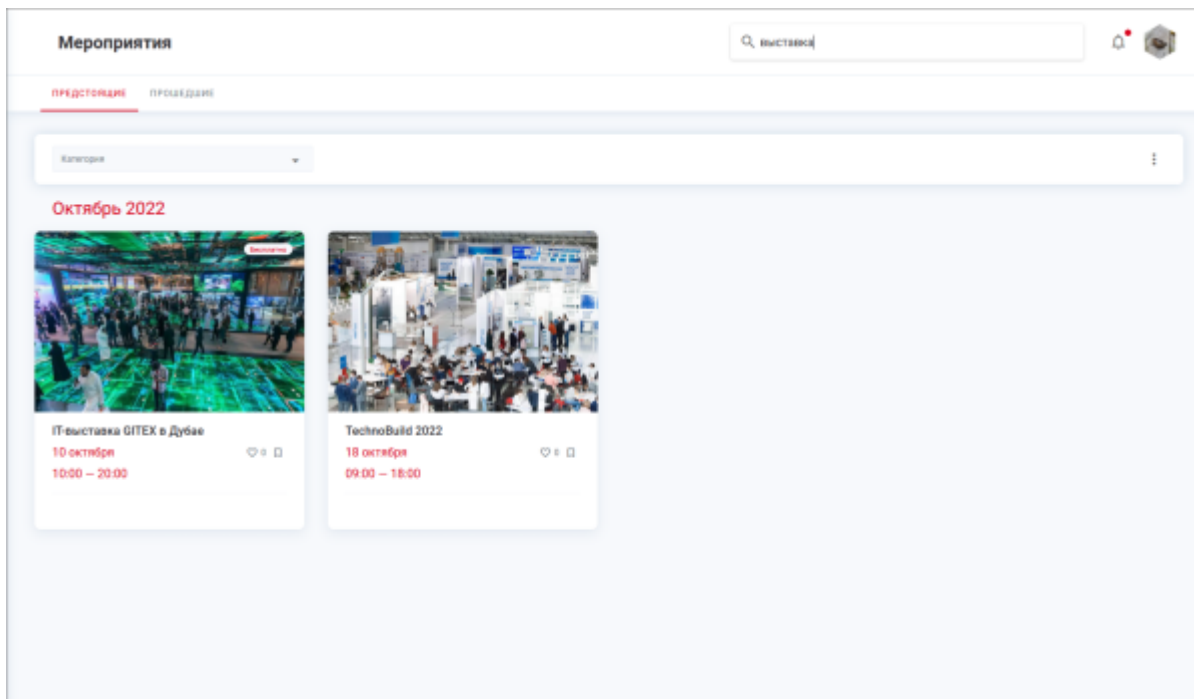 Мероприятия
выставка
ПРЕДСТОЯЩИЕ ПРОШЕДШИЕ
Категория
Октябрь 2022
Бесплатно
IT-выставка GITEX в Дубае
10 октября
0
10:00 — 20:00
TechnoBuild 2022
18 октября
0
09:00 — 18:00